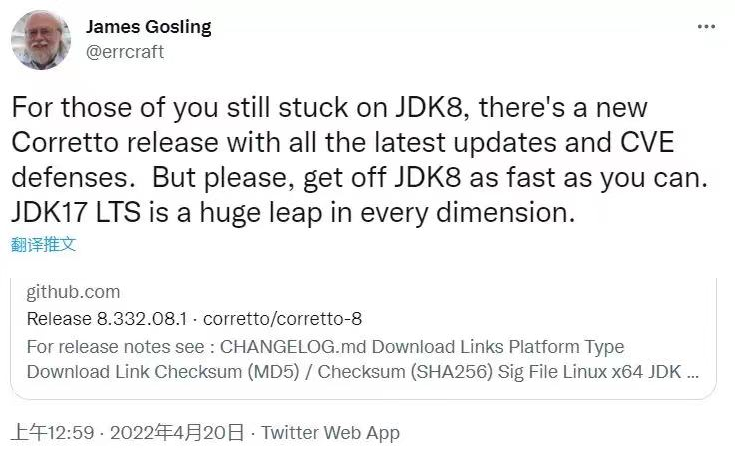 James Gosling
@errcraft
For those of you still stuck on JDK8, there's a new
Corretto release with all the latest updates and CVE
defenses.  But please, get off JDK8 as fast as you can.
JDK17 LTS is a huge leap in every dimension.
翻译推文
github.com
Release 8.332.08.1 · corretto/corretto-8
For release notes see : CHANGELOG.md Download Links Platform Type
Download Link Checksum (MD5) / Checksum (SHA256) Sig File Linux x64 JDK ...
上午12:59 · 2022年4月20日 · Twitter Web App